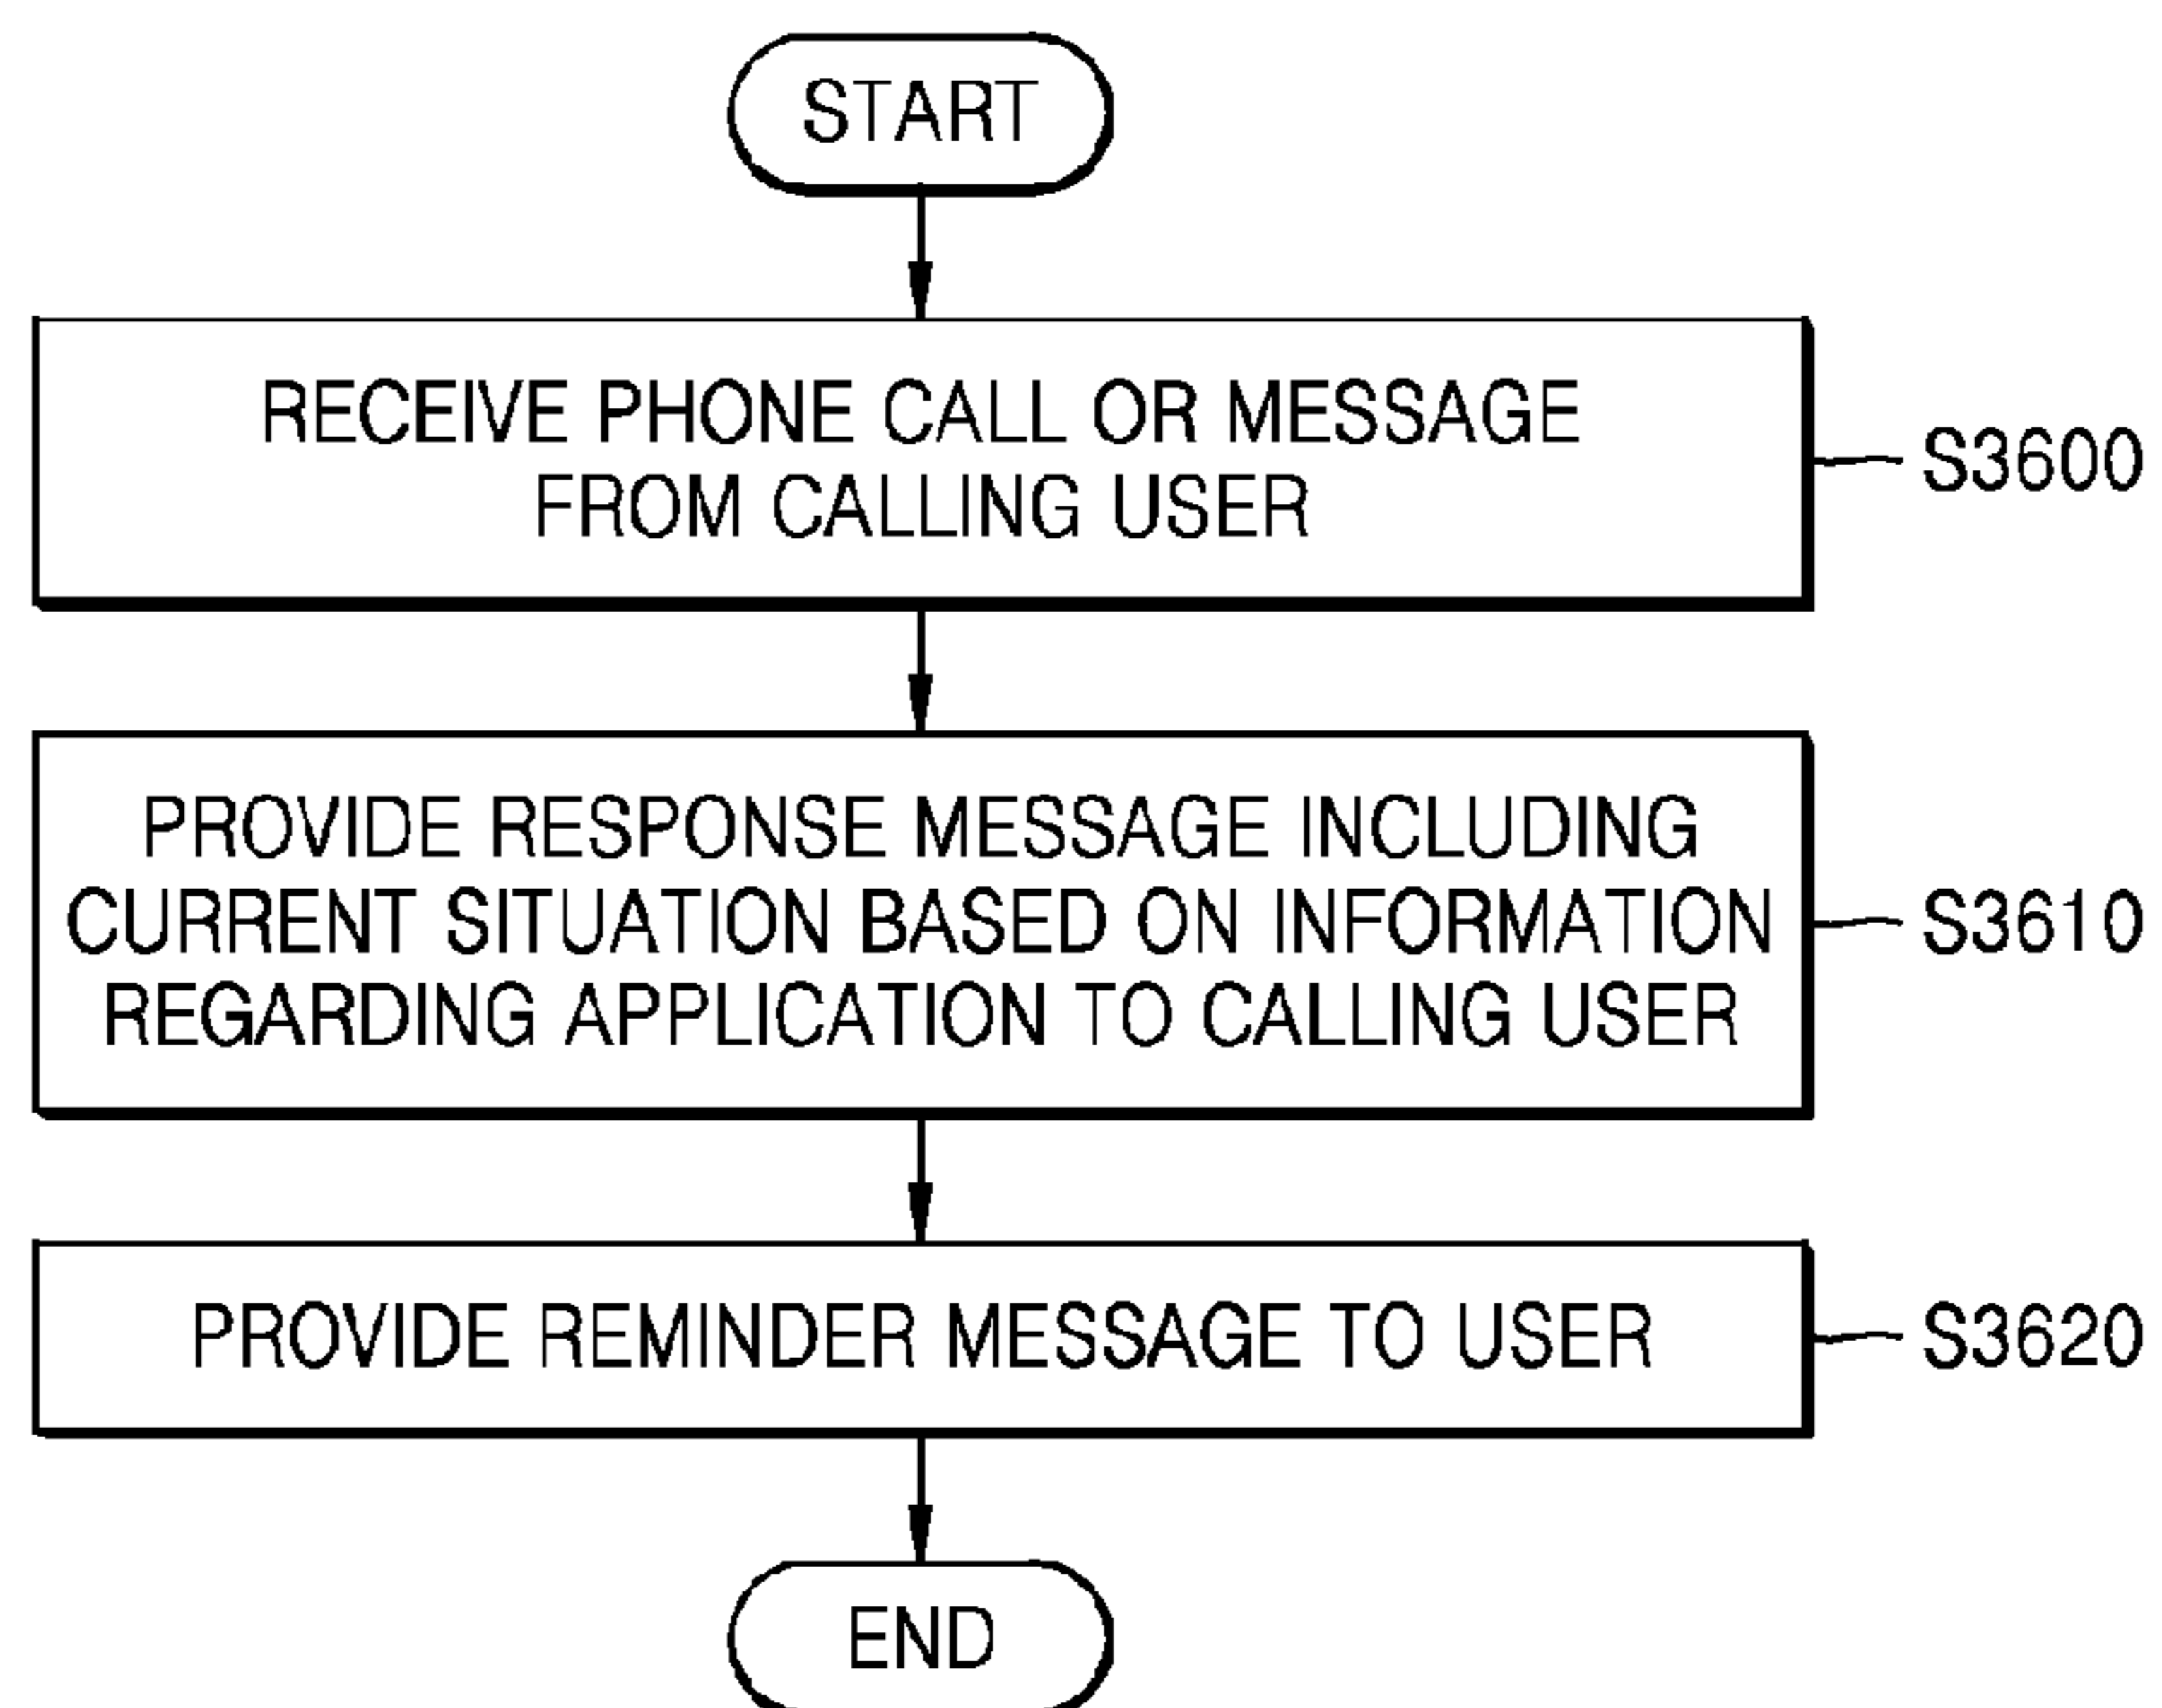 START
RECEIVE PHONE CALL OR MESSAGE
FROM CALLING USER
S3600
PROVIDE RESPONSE MESSAGE INCLUDING
CURRENT SITUATION BASED ON INFORMATION
REGARDING APPLICATION TO CALLING USER
S3610
PROVIDE REMINDER MESSAGE TO USER
S3620
END